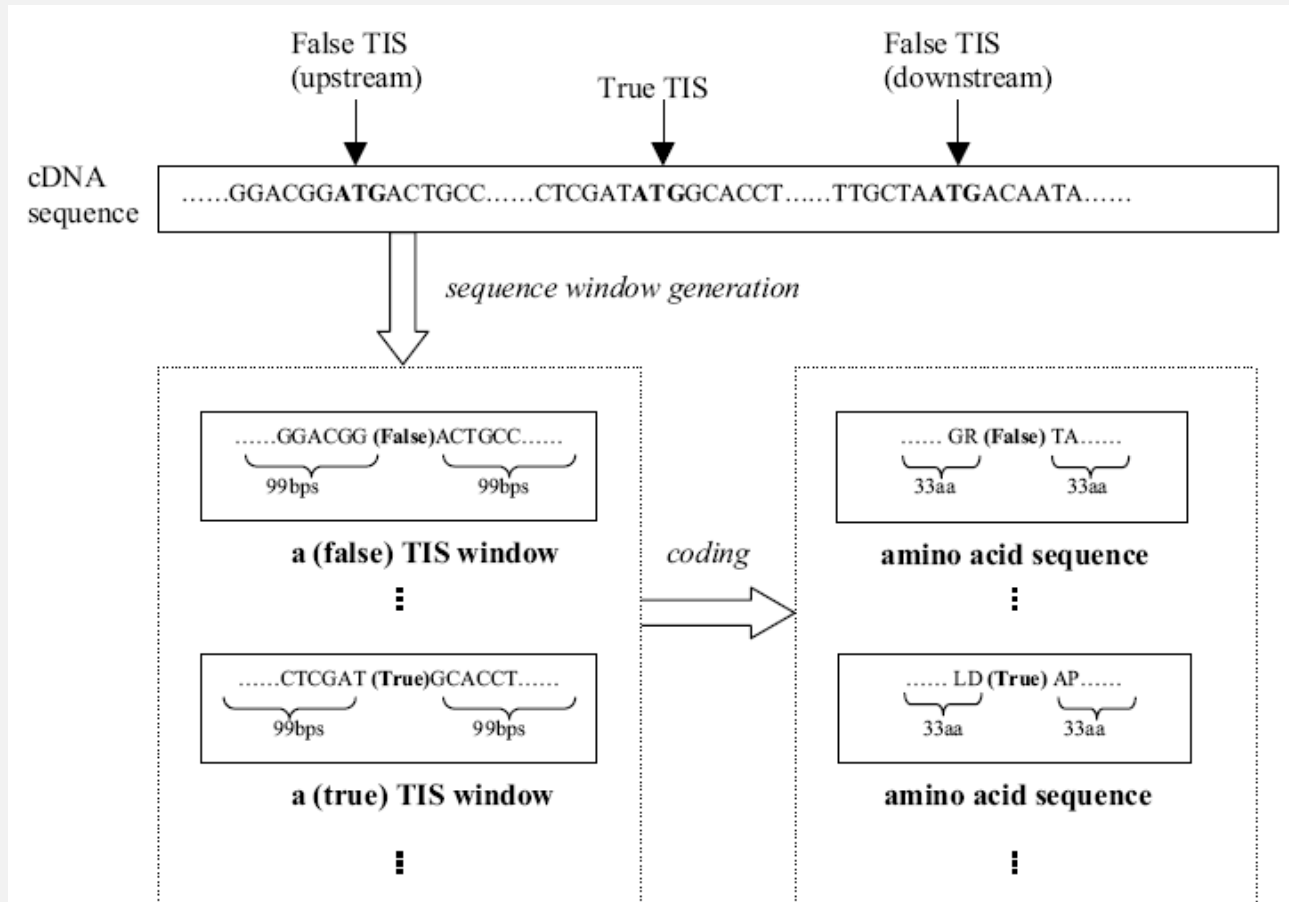 False TIS
(upstream)
True TIS
False TIS
(downstream)
cDNA
sequence
......GGACGGATGACTGCC......CTCGATATGGCACCT......TTGCTAATGACAATA......
sequence window generation
......GGACGG (False)ACTGCC......
99bps 99bps
a (false) TIS window
...... GR (False) TA......
33aa 33aa
amino acid sequence
coding
......CTCGAT (True)GCACCT......
99bps 99bps
a (true) TIS window
...... LD (True) AP......
33aa 33aa
amino acid sequence